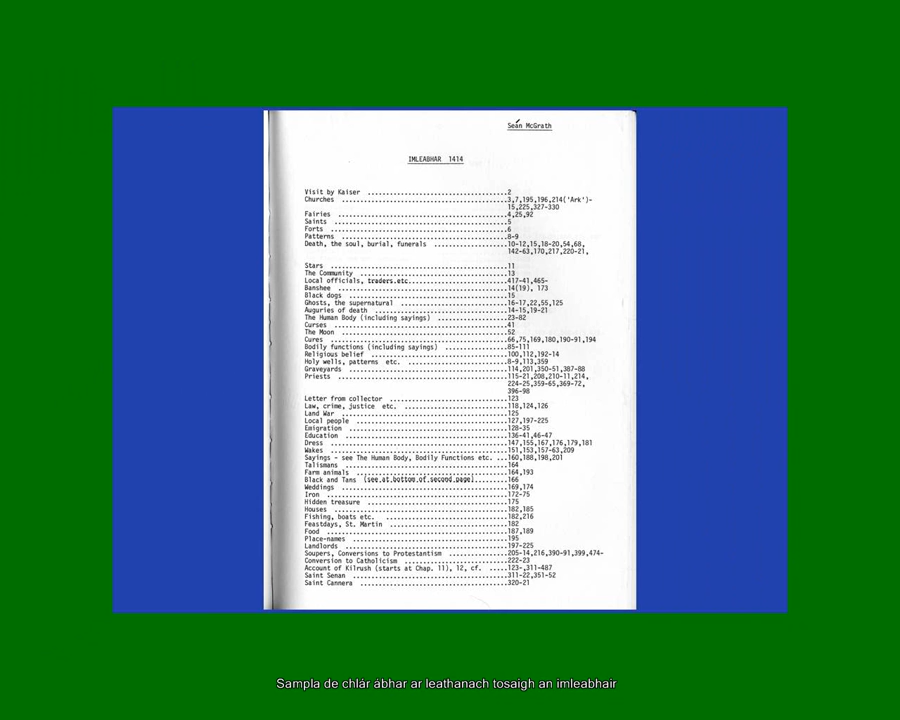 Seán McGrath
IMLEABHAR 1414
Visit by Kaiser ......................................2
Churches .............................................3,7,195,196,214('Ark')-
15,225,327-330
Fairies ..............................................4,25,92
Saints ...............................................5
Forts ................................................6
Patterns .............................................8-9
Death, the soul, burial, funerals ....................10-12,15,18-20,54,68,
142-63,170,217,220-21,
Stars ................................................11
The Community ........................................13
Local officials, traders etc..........................417-41,465-
Banshee ..............................................14(19), 173
Black dogs ...........................................15
Ghosts, the supernatural .............................16-17,22,55,125
Auguries of death ....................................14-15,19-21
The Human Body (including sayings) ...................23-82
Curses ...............................................41
The Moon .............................................52
Cures ................................................66,75,169,180,190-91,194
Bodily functions (including sayings) .................85-111
Religious belief .....................................100,112,192-14
Holy wells, patterns etc. ............................8-9,113,359
Graveyards ...........................................114,201,350-51,387-88
Priests ..............................................115-21,208,210-11,214,
224-25,359-65,369-72,
396-98
Letter from collector ................................123
Law, crime, justice etc. .............................118,124,126
Land War .............................................125
Local people .........................................127,197-225
Emigration ...........................................128-35
Education ............................................136-41,46-47
Dress ................................................147,155,167,176,179,181
Wakes ................................................151,153,157-63,209
Sayings - see The Human Body, Bodily Functions etc. ...160,188,198,201
Talismans ............................................164
Farm animals .........................................164,193
Black and Tans (see at bottom of second page).........166
Weddings .............................................169,174
Iron .................................................172-75
Hidden treasure ......................................175
Houses ...............................................182,185
Fishing, boats etc. ..................................182,216
Feastdays, St. Martin ................................182
Food .................................................187,189
Place-names ..........................................195
Landlords ............................................197-225
Soupers, Conversions to Protestantism ................205-14,216,390-91,399,474-
Conversion to Catholicism ............................222-23
Account of Kilrush (starts at Chap. 11), 12, cf. .....123-,311-487
Saint Senan ..........................................311-22,351-52
Saint Cannera ........................................320-21
Sampla de chlár ábhar ar leathanach tosaigh an imleabhair